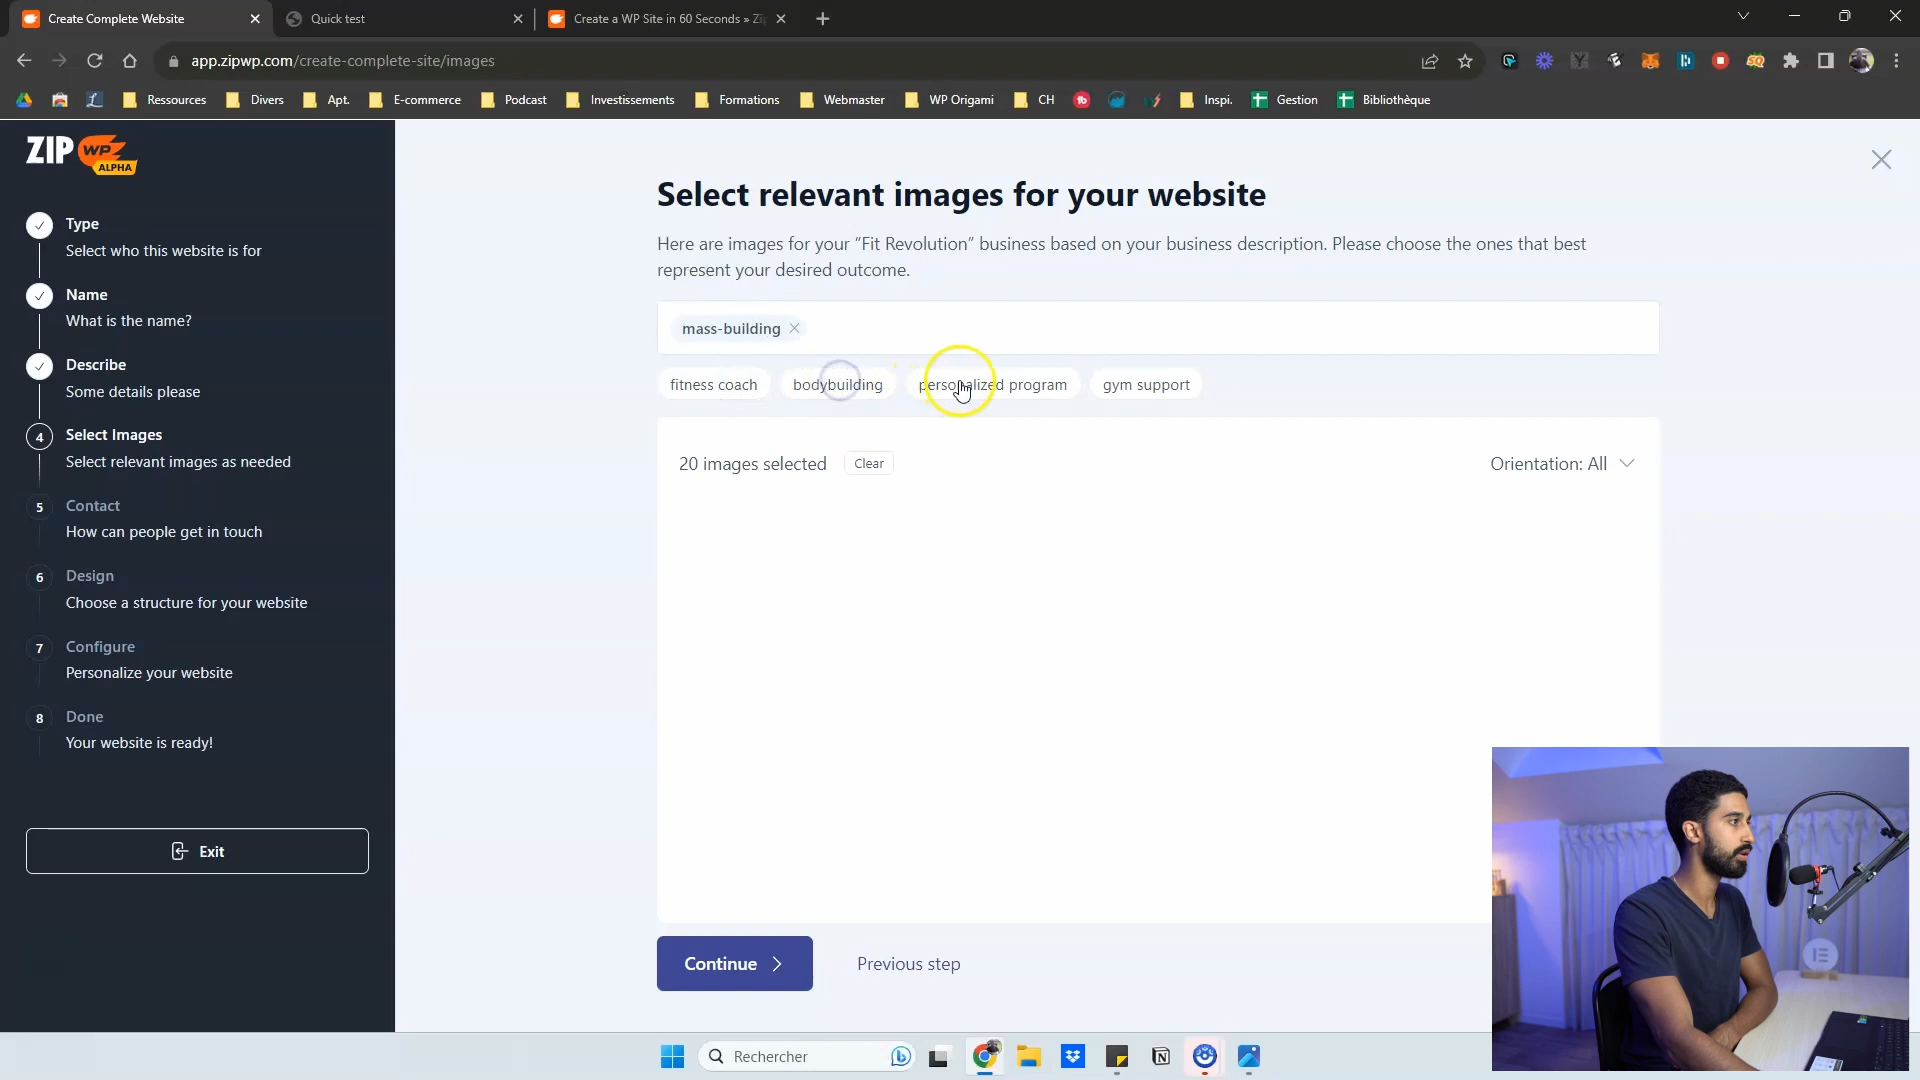 Create Complete Website
Quick test
Create a WP Site in 60 Seconds » Zi
app.zipwp.com/create-complete-site/images
Ressources
Divers
Apt.
E-commerce
Podcast
Investissements
Formations
Webmaster
WP Origami
CH
Inspi.
Gestion
Bibliothèque
ZIP WP
ALPHA
Type
Select who this website is for
Name
What is the name?
Describe
Some details please
4
Select Images
Select relevant images as needed
5
Contact
How can people get in touch
6
Design
Choose a structure for your website
7
Configure
Personalize your website
8
Done
Your website is ready!
Exit
Select relevant images for your website
Here are images for your "Fit Revolution" business based on your business description. Please choose the ones that best
represent your desired outcome.
mass-building
fitness coach
bodybuilding
personalized program
gym support
20 images selected
Clear
Orientation: All
Continue
Previous step
Rechercher